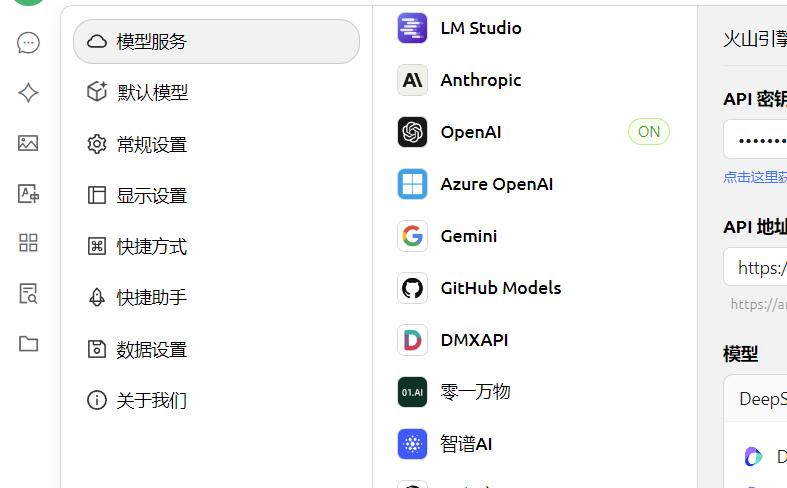 模型服务
默认模型
常规设置
显示设置
快捷方式
快捷助手
数据设置
关于我们
LM Studio
Anthropic
OpenAI
ON
Azure OpenAI
Gemini
GitHub Models
DMXAPI
01.AI
零一万物
智谱AI
火山引擎
API 密钥
点击这里获
API 地址
https:/
https://a
模型
DeepS
D